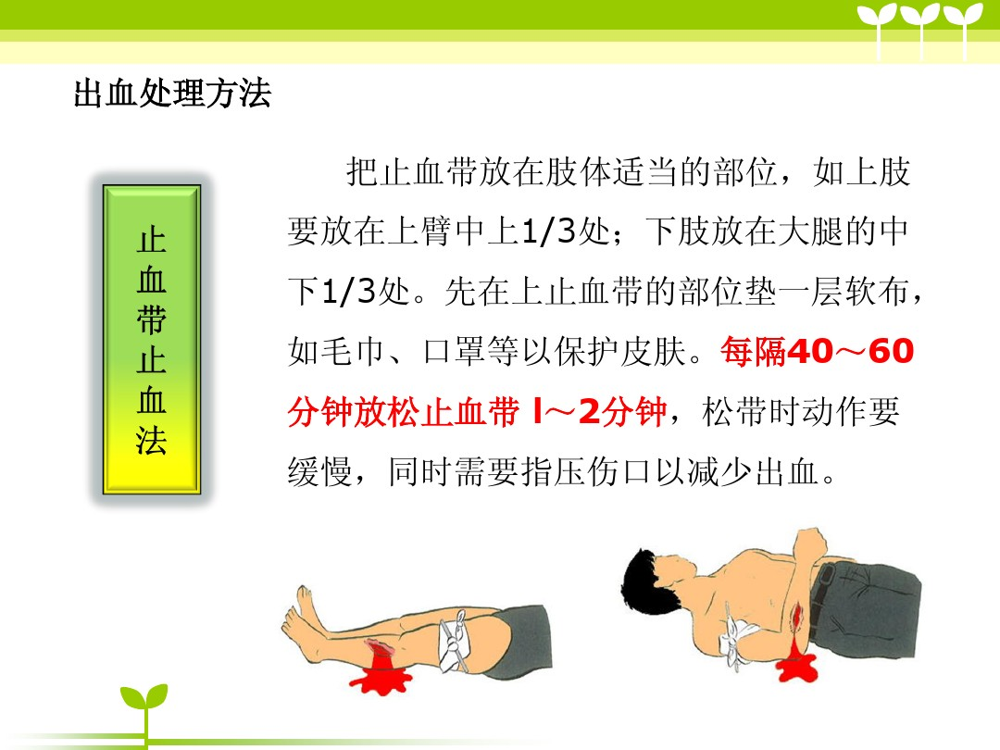 出血处理方法
止血带止血法
把止血带放在肢体适当的部位，如上肢
要放在上臂中上1/3处；下肢放在大腿的中
下1/3处。先在上止血带的部位垫一层软布，
如毛巾、口罩等以保护皮肤。每隔40～60
分钟放松止血带 l～2分钟，松带时动作要
缓慢，同时需要指压伤口以减少出血。